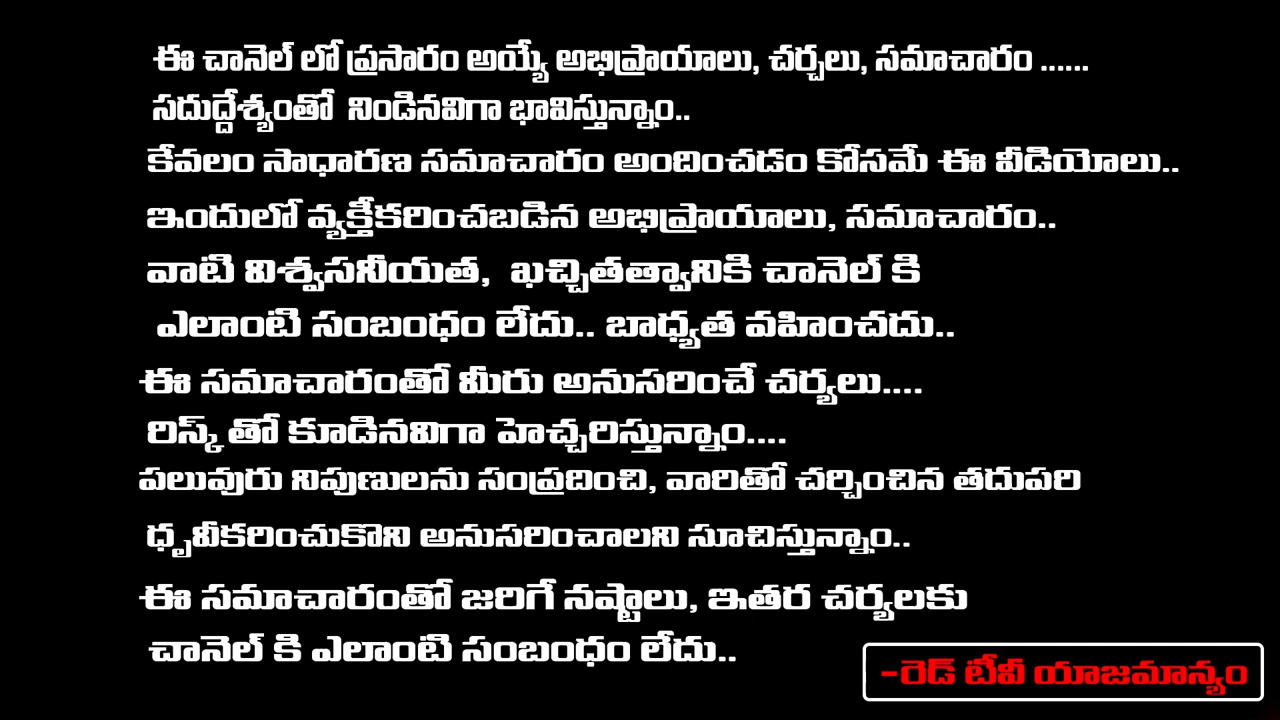 ఈ చానెల్ లో ప్రసారం అయ్యే అభిప్రాయాలు, చర్చలు, సమాచారం ......
సదుద్దేశ్యంతో నిండినవిగా భావిస్తున్నాం..
కేవలం సాధారణ సమాచారం అందించడం కోసమే ఈ వీడియోలు..
ఇందులో వ్యక్తీకరించబడిన అభిప్రాయాలు, సమాచారం..
వాటి విశ్వసనీయత, ఖచ్చితత్వానికి చానెల్ కి
ఎలాంటి సంబంధం లేదు.. బాధ్యత వహించదు..
ఈ సమాచారంతో మీరు అనుసరించే చర్యలు....
రిస్క్ తో కూడినవిగా హెచ్చరిస్తున్నాం....
పలువురు నిపుణులను సంప్రదించి, వారితో చర్చించిన తదుపరి
ధృవీకరించుకొని అనుసరించాలని సూచిస్తున్నాం..
ఈ సమాచారంతో జరిగే నష్టాలు, ఇతర చర్యలకు
చానెల్ కి ఎలాంటి సంబంధం లేదు..
-రెడ్ టీవీ యాజమాన్యం